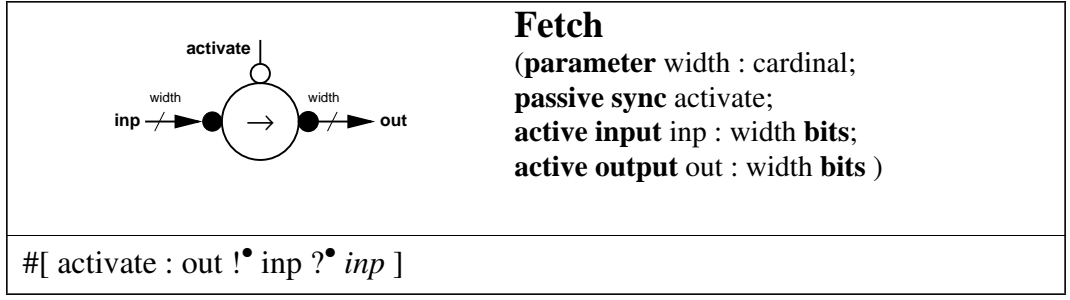 activate
width
width
inp
→
out
Fetch
(parameter width : cardinal;
passive sync activate;
active input inp : width bits;
active output out : width bits )
#[ activate : out !• inp ?• inp ]